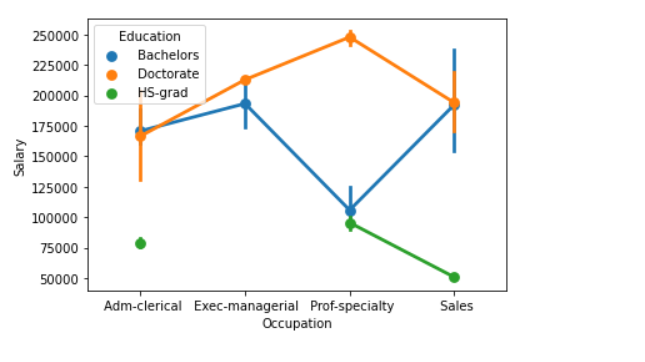 Education
Bachelors
Doctorate
HS-grad
250000
225000
200000
175000
150000
125000
100000
75000
50000
Salary
Adm-clerical Exec-managerial Prof-specialty Sales
Occupation